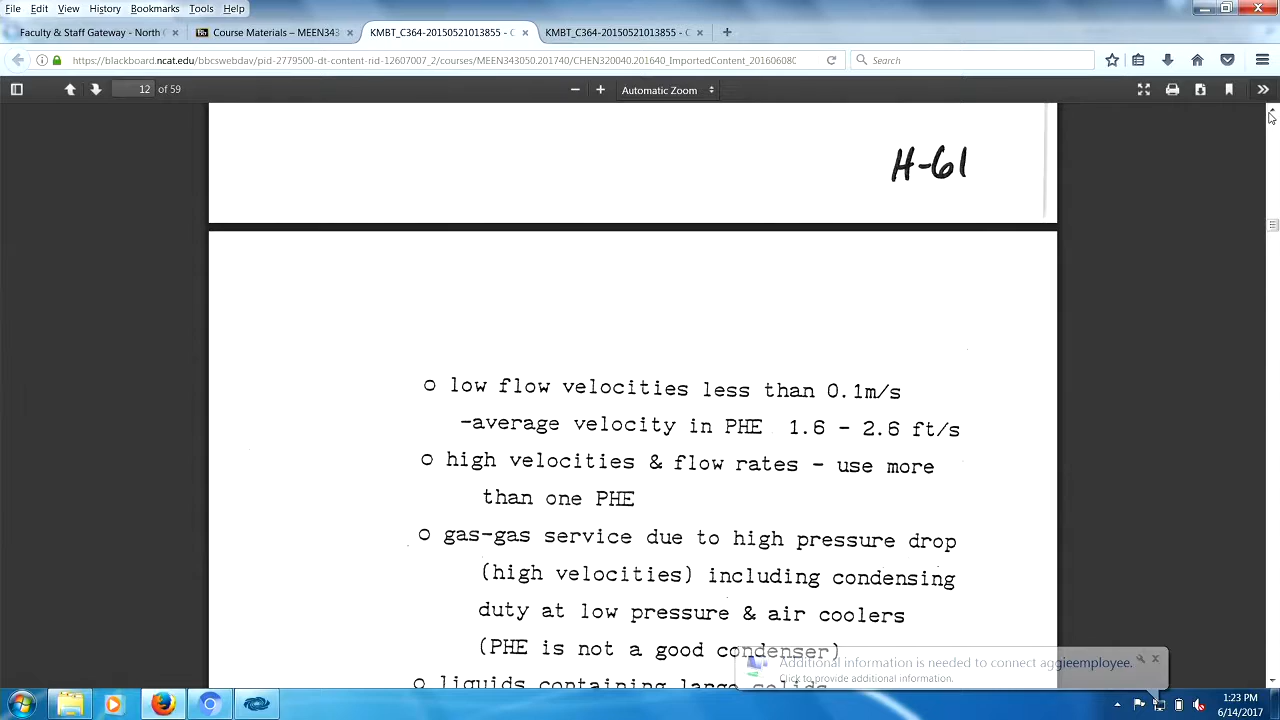 File Edit View History Bookmarks Tools Help
Faculty & Staff Gateway - North C × Course Materials – MEEN343 × KMBT_C364-20150521013855 - C × KMBT_C364-20150521013855 - C × +
https://blackboard.ncat.edu/bbcswebdav/pid-2779500-dt-content-rid-12607007_2/courses/MEEN343050.201740/CHEN320040.201640_ImportedContent_201606080 Search
12 of 59 Automatic Zoom
H-61
o low flow velocities less than 0.1m/s
-average velocity in PHE 1.6 - 2.6 ft/s
o high velocities & flow rates - use more
than one PHE
o gas-gas service due to high pressure drop
(high velocities) including condensing
duty at low pressure & air coolers
(PHE is not a good condenser)
o liquids containing large solids
Additional information is needed to connect aggieemployee.
Click to provide additional information.
1:23 PM
6/14/2017